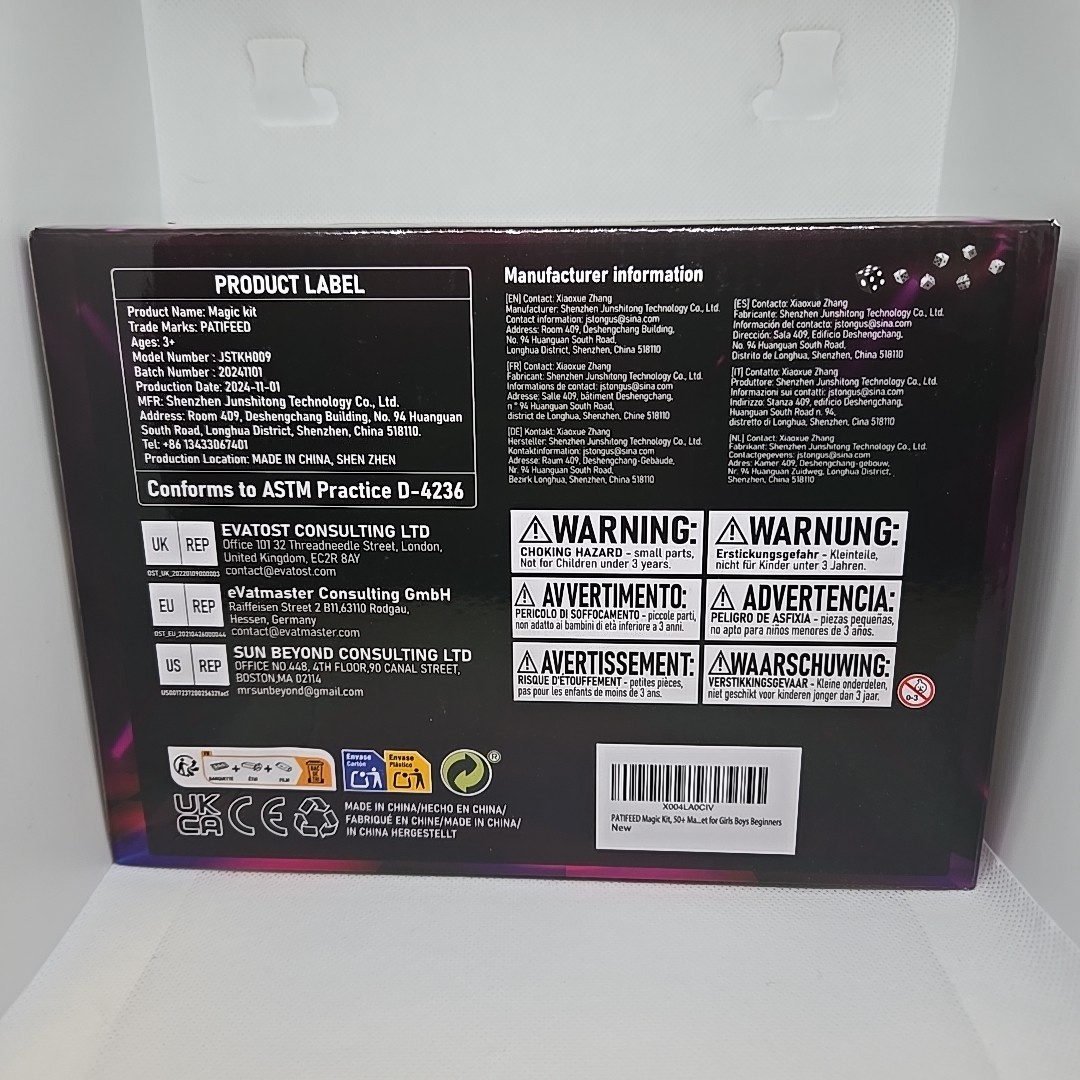 PRODUCT LABEL
Product Name: Magic kit
Trade Marks: PATIFEED
Ages: 3+
Model Number : JSTKH009
Batch Number : 20241101
Production Date: 2024-11-01
MFR: Shenzhen Junshitong Technology Co., Ltd.
Address: Room 409, Deshengchang Building, No. 94 Huanguan
South Road, Longhua District, Shenzhen, China 518110.
Tel: +86 13433067401
Production Location: MADE IN CHINA, SHEN ZHEN
Conforms to ASTM Practice D-4236
UK REP
EVATOST CONSULTING LTD
Office 101 32 Threadneedle Street, London,
United Kingdom, EC2R 8AY
contact@evatost.com
OST_UK_20220109000003
EU REP
eVatmaster Consulting GmbH
Raiffeisen Street 2 B11,63110 Rodgau,
Hessen, Germany
contact@evatmaster.com
OST_EU_20210426000044
US REP
SUN BEYOND CONSULTING LTD
OFFICE NO.448, 4TH FLOOR,90 CANAL STREET,
BOSTON,MA 02114
mrsunbeyond@gmail.com
Manufacturer information
[EN] Contact: Xiaoxue Zhang
Manufacturer: Shenzhen Junshitong Technology Co., Ltd.
Contact information: jstongus@sina.com
Address: Room 409, Deshengchang Building,
No. 94 Huanguan South Road,
Longhua District, Shenzhen, China 518110
[FR] Contact: Xiaoxue Zhang
Fabricant: Shenzhen Junshitong Technology Co., Ltd.
Informations de contact: jstongus@sina.com
Adresse: Salle 409, bâtiment Deshengchang,
n° 94 Huanguan South Road,
district de Longhua, Shenzhen, Chine 518110
[DE] Kontakt: Xiaoxue Zhang
Hersteller: Shenzhen Junshitong Technology Co., Ltd.
Kontaktinformation: jstongus@sina.com
Adresse: Raum 409, Deshengchang-Gebäude,
Nr. 94 Huanguan South Road,
Bezirk Longhua, Shenzhen, China 518110
[ES] Contacto: Xiaoxue Zhang
Fabricante: Shenzhen Junshitong Technology Co., Ltd.
Información del contacto: jstongus@sina.com
Dirección: Sala 409, Edificio Deshengchang,
No. 94 Huanguan South Road,
Distrito de Longhua, Shenzhen, China 518110
[IT] Contatto: Xiaoxue Zhang
Produttore: Shenzhen Junshitong Technology Co., Ltd.
Informazioni sui contatti: jstongus@sina.com
Indirizzo: Stanza 409, edificio Deshengchang,
Huanguan South Road n. 94,
distretto di Longhua, Shenzhen, Cina 518110
[NL] Contact: Xiaoxue Zhang
Fabrikant: Shenzhen Junshitong Technology Co., Ltd.
Contactgegevens: jstongus@sina.com
Adres: Kamer 409, Deshengchang-gebouw,
Nr. 94 Huanguan Zuidweg, Longhua District,
Shenzhen, China 518110
WARNING:
CHOKING HAZARD - small parts,
Not for Children under 3 years.
WARNUNG:
Erstickungsgefahr - Kleinteile,
nicht für Kinder unter 3 Jahren.
AVVERTIMENTO:
PERICOLO DI SOFFOCAMENTO - piccole parti,
non adatto ai bambini di età inferiore a 3 anni.
ADVERTENCIA:
PELIGRO DE ASFIXIA - piezas pequeñas,
no apto para niños menores de 3 años.
AVERTISSEMENT:
RISQUE D'ÉTOUFFEMENT - petites pièces,
pas pour les enfants de moins de 3 ans.
WAARSCHUWING:
VERSTIKKINGSGEVAAR - Kleine onderdelen,
niet geschikt voor kinderen jonger dan 3 jaar.
0-3
FR
BARQUETTE + ÉTUI + FILM
BAC DE TRI
Envase Cartón
Envase Plástico
®
UK CA CE
MADE IN CHINA/HECHO EN CHINA/
FABRIQUÉ EN CHINE/MADE IN CHINA/
IN CHINA HERGESTELLT
X004LA0CIV
PATIFEED Magic Kit, 50+ Ma...et for Girls Boys Beginners
New